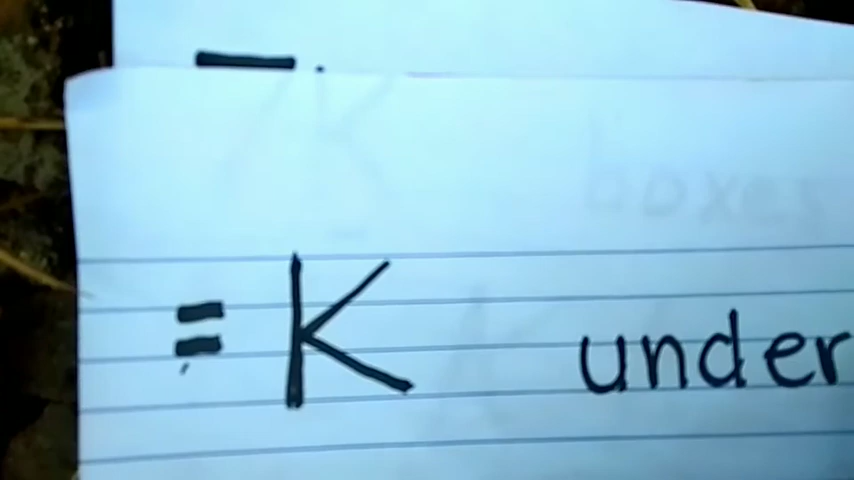 = K under